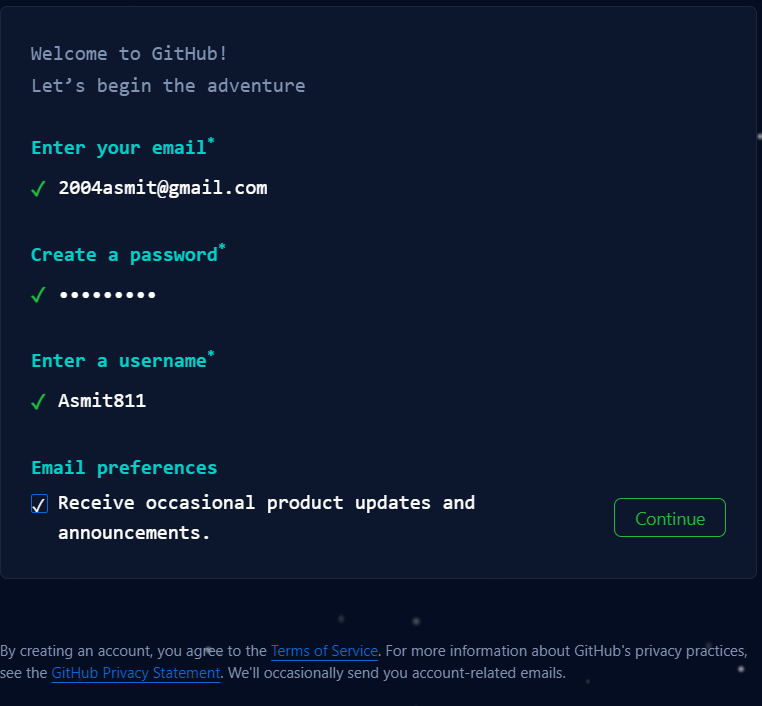 Welcome to GitHub!
Let’s begin the adventure
Enter your email*
✓ 2004asmit@gmail.com
Create a password*
✓ •••••••••
Enter a username*
✓ Asmit811
Email preferences
✓ Receive occasional product updates and
announcements.
Continue
By creating an account, you agree to the Terms of Service. For more information about GitHub's privacy practices,
see the GitHub Privacy Statement. We'll occasionally send you account-related emails.